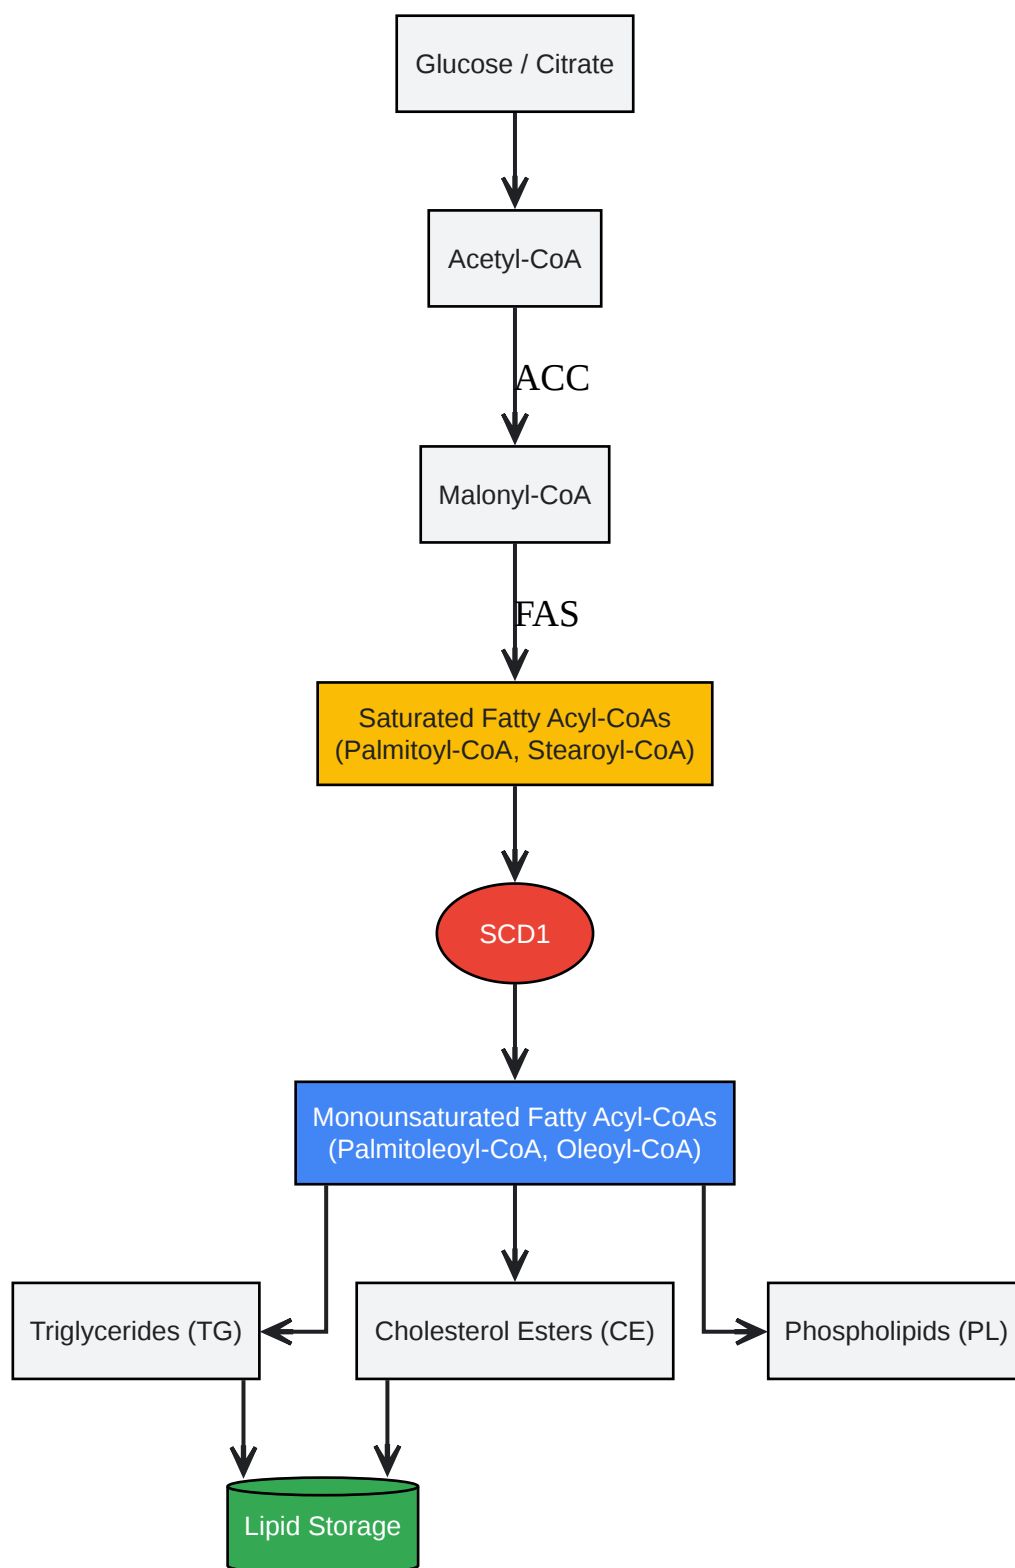 Glucose / Citrate
Acetyl-CoA
ACC
Malonyl-CoA
FAS
Saturated Fatty Acyl-CoAs
(Palmitoyl-CoA, Stearoyl-CoA)
SCD1
Monounsaturated Fatty Acyl-CoAs
(Palmitoleoyl-CoA, Oleoyl-CoA)
Triglycerides (TG)
Cholesterol Esters (CE)
Phospholipids (PL)
Lipid Storage